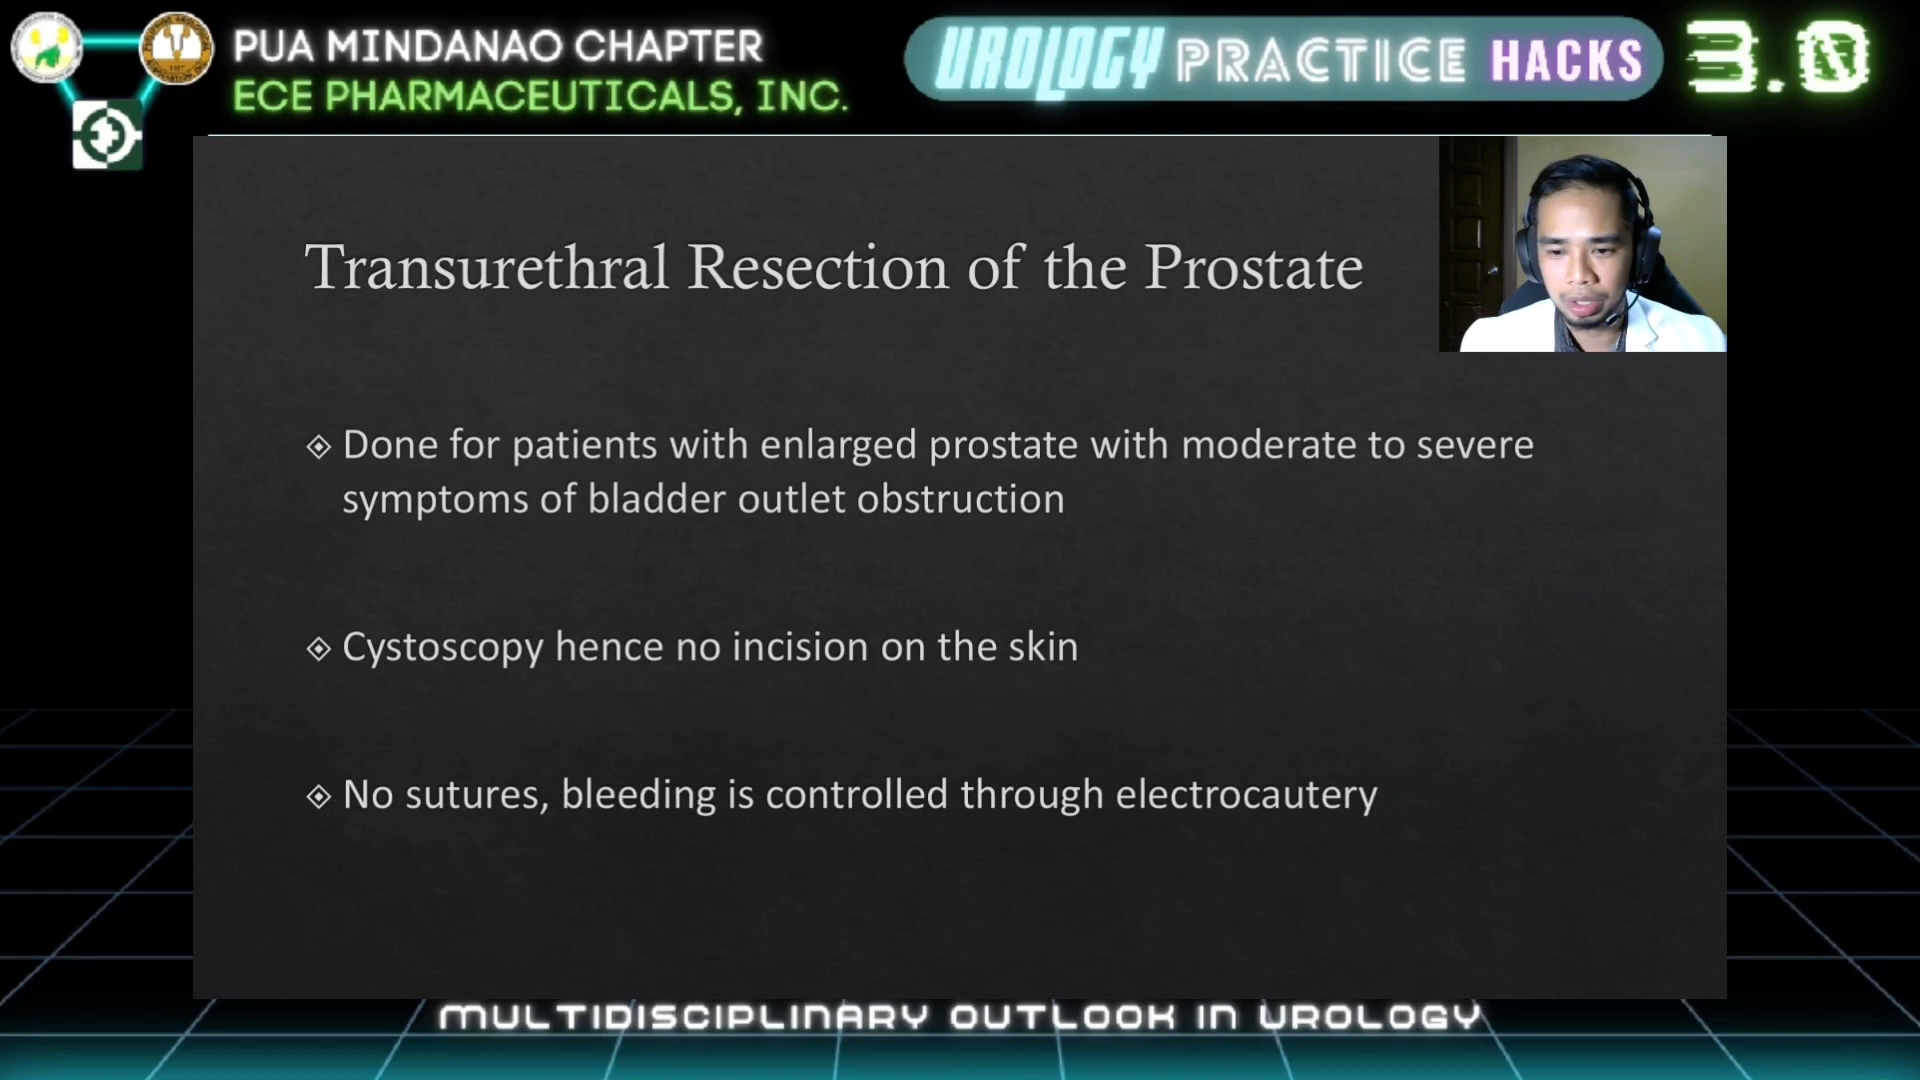 PUA MINDANAO CHAPTER
ECE PHARMACEUTICALS, INC.
UROLOGY PRACTICE HACKS 3.0
Transurethral Resection of the Prostate
Done for patients with enlarged prostate with moderate to severe
symptoms of bladder outlet obstruction
Cystoscopy hence no incision on the skin
No sutures, bleeding is controlled through electrocautery
MULTIDISCIPLINARY OUTLOOK IN UROLOGY